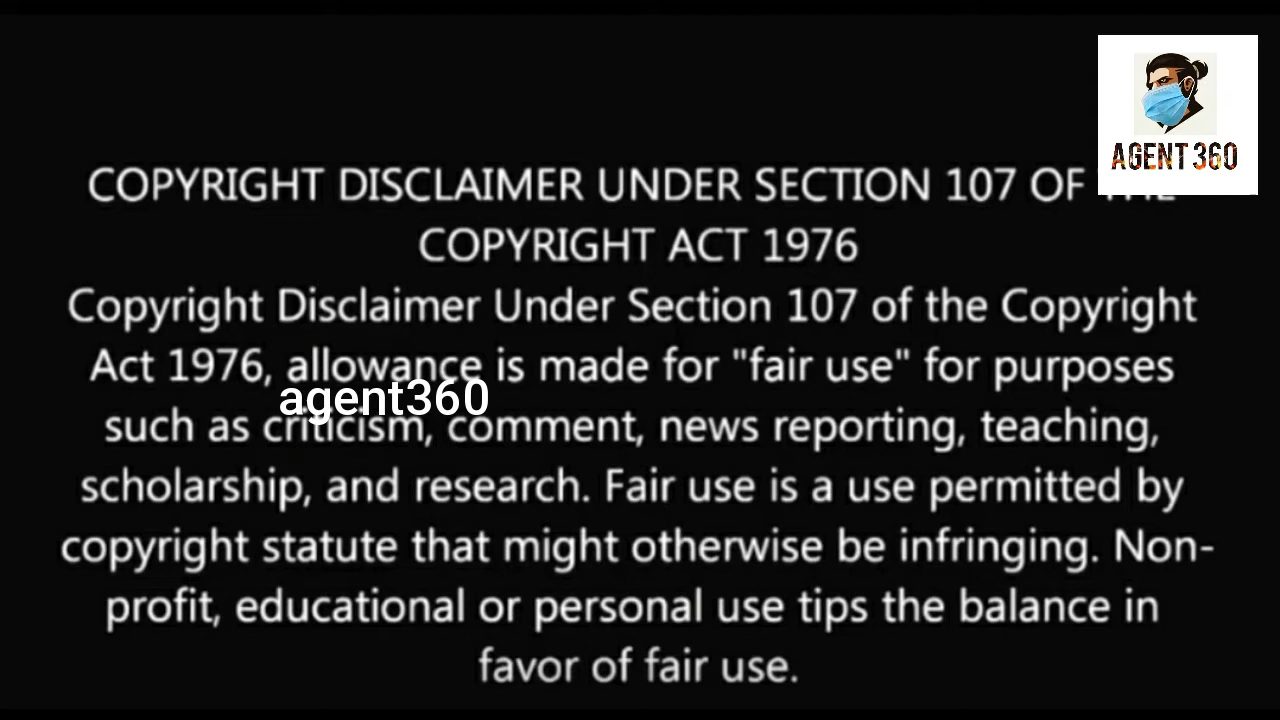 AGENT 360
COPYRIGHT DISCLAIMER UNDER SECTION 107 OF
COPYRIGHT ACT 1976
Copyright Disclaimer Under Section 107 of the Copyright
Act 1976, allowance is made for "fair use" for purposes
agent360
such as criticism, comment, news reporting, teaching,
scholarship, and research. Fair use is a use permitted by
copyright statute that might otherwise be infringing. Non-
profit, educational or personal use tips the balance in
favor of fair use.